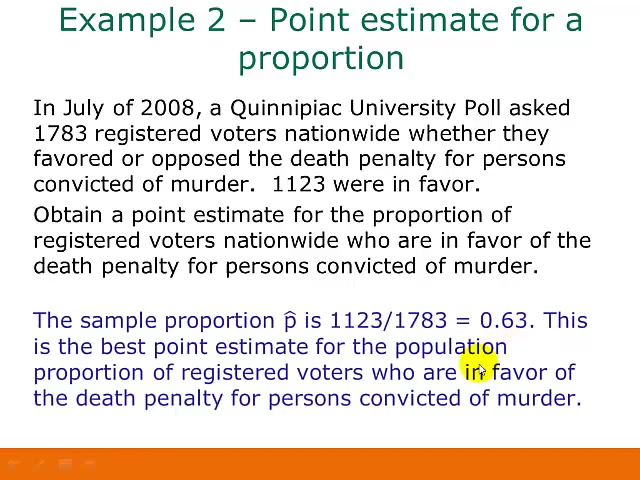 Example 2 – Point estimate for a
proportion
In July of 2008, a Quinnipiac University Poll asked
1783 registered voters nationwide whether they
favored or opposed the death penalty for persons
convicted of murder.  1123 were in favor.
Obtain a point estimate for the proportion of
registered voters nationwide who are in favor of the
death penalty for persons convicted of murder.
The sample proportion p̂ is 1123/1783 = 0.63. This
is the best point estimate for the population
proportion of registered voters who are in favor of
the death penalty for persons convicted of murder.